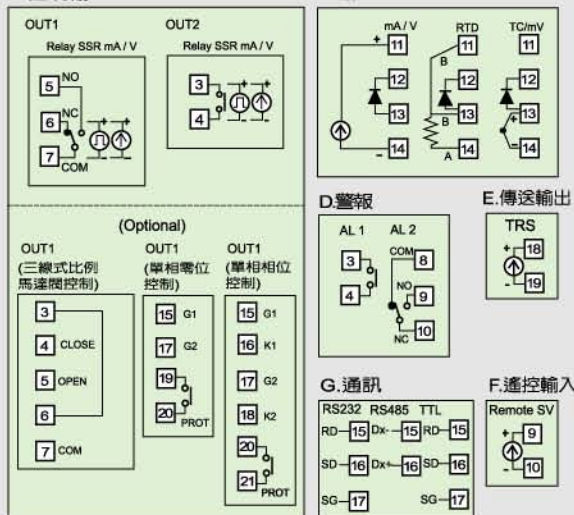 OUT1
Relay SSR mA / V
5
NO
6
NC
7
COM
OUT2
Relay SSR mA / V
3
4
+
-
+
-
+
-
+
-
mA / V
RTD
TC/mV
+
11
11
11
B
12
12
12
13
B
13
+
13
-
14
A
14
-
14
(Optional)
OUT1
(三線式比例
馬達閥控制)
3
4 CLOSE
5 OPEN
6
7 COM
OUT1
(單相零位
控制)
15 G1
17 G2
19
20 PROT
OUT1
(單相相位
控制)
15 G1
16 K1
17 G2
18 K2
20
21 PROT
D.警報
AL 1
AL 2
3
4
COM 8
NO 9
NC 10
E.傳送輸出
TRS
+ 18
- 19
G.通訊
RS232 RS485 TTL
RD 15 Dx- 15 RD 15
SD 16 Dx+ 16 SD 16
SG 17 SG 17
F.遙控輸入
Remote SV
+ 9
- 10